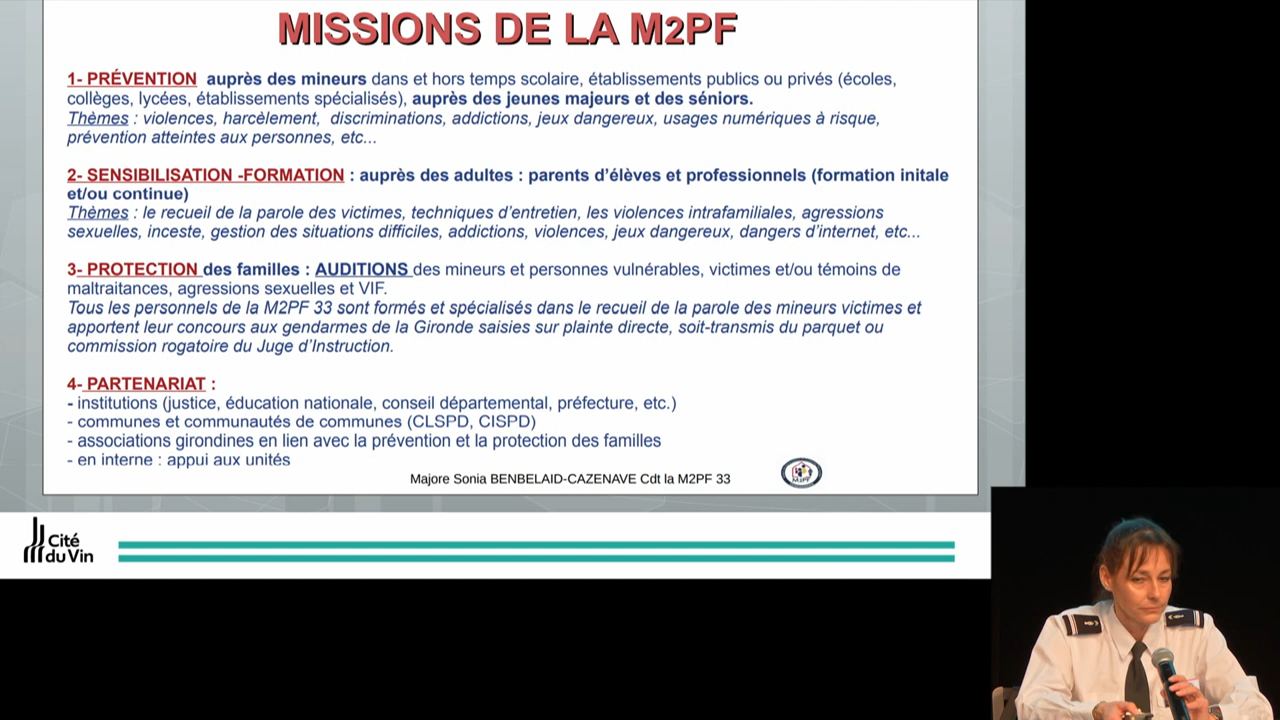 MISSIONS DE LA M2PF
1- PRÉVENTION auprès des mineurs dans et hors temps scolaire, établissements publics ou privés (écoles,
collèges, lycées, établissements spécialisés), auprès des jeunes majeurs et des séniors.
Thèmes : violences, harcèlement, discriminations, addictions, jeux dangereux, usages numériques à risque,
prévention atteintes aux personnes, etc...
2- SENSIBILISATION -FORMATION : auprès des adultes : parents d'élèves et professionnels (formation initale
et/ou continue)
Thèmes : le recueil de la parole des victimes, techniques d'entretien, les violences intrafamiliales, agressions
sexuelles, inceste, gestion des situations difficiles, addictions, violences, jeux dangereux, dangers d'internet, etc...
3- PROTECTION des familles : AUDITIONS des mineurs et personnes vulnérables, victimes et/ou témoins de
maltraitances, agressions sexuelles et VIF.
Tous les personnels de la M2PF 33 sont formés et spécialisés dans le recueil de la parole des mineurs victimes et
apportent leur concours aux gendarmes de la Gironde saisies sur plainte directe, soit-transmis du parquet ou
commission rogatoire du Juge d'Instruction.
4- PARTENARIAT :
- institutions (justice, éducation nationale, conseil départemental, préfecture, etc.)
- communes et communautés de communes (CLSPD, CISPD)
- associations girondines en lien avec la prévention et la protection des familles
- en interne : appui aux unités
Majore Sonia BENBELAID-CAZENAVE Cdt la M2PF 33
M2PF
Cité
du Vin